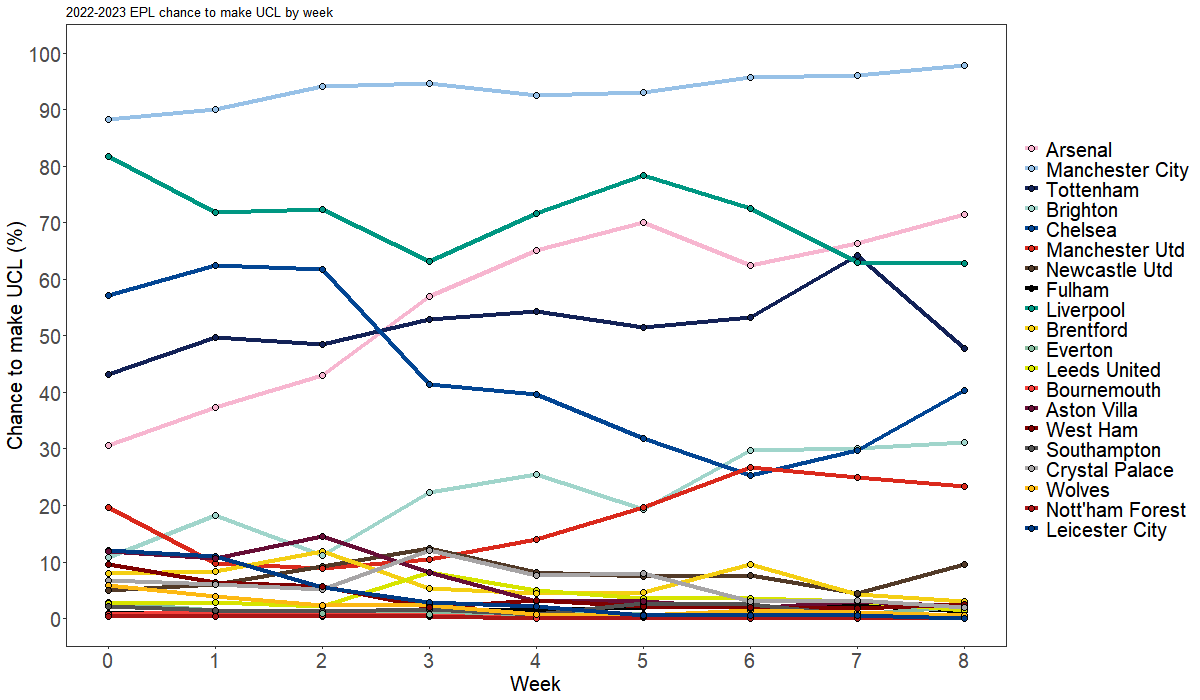 2022-2023 EPL chance to make UCL by week
Chance to make UCL (%)
100
90
80
70
60
50
40
30
20
10
0
0 1 2 3 4 5 6 7 8
Week
Arsenal
Manchester City
Tottenham
Brighton
Chelsea
Manchester Utd
Newcastle Utd
Fulham
Liverpool
Brentford
Everton
Leeds United
Bournemouth
Aston Villa
West Ham
Southampton
Crystal Palace
Wolves
Nott'ham Forest
Leicester City